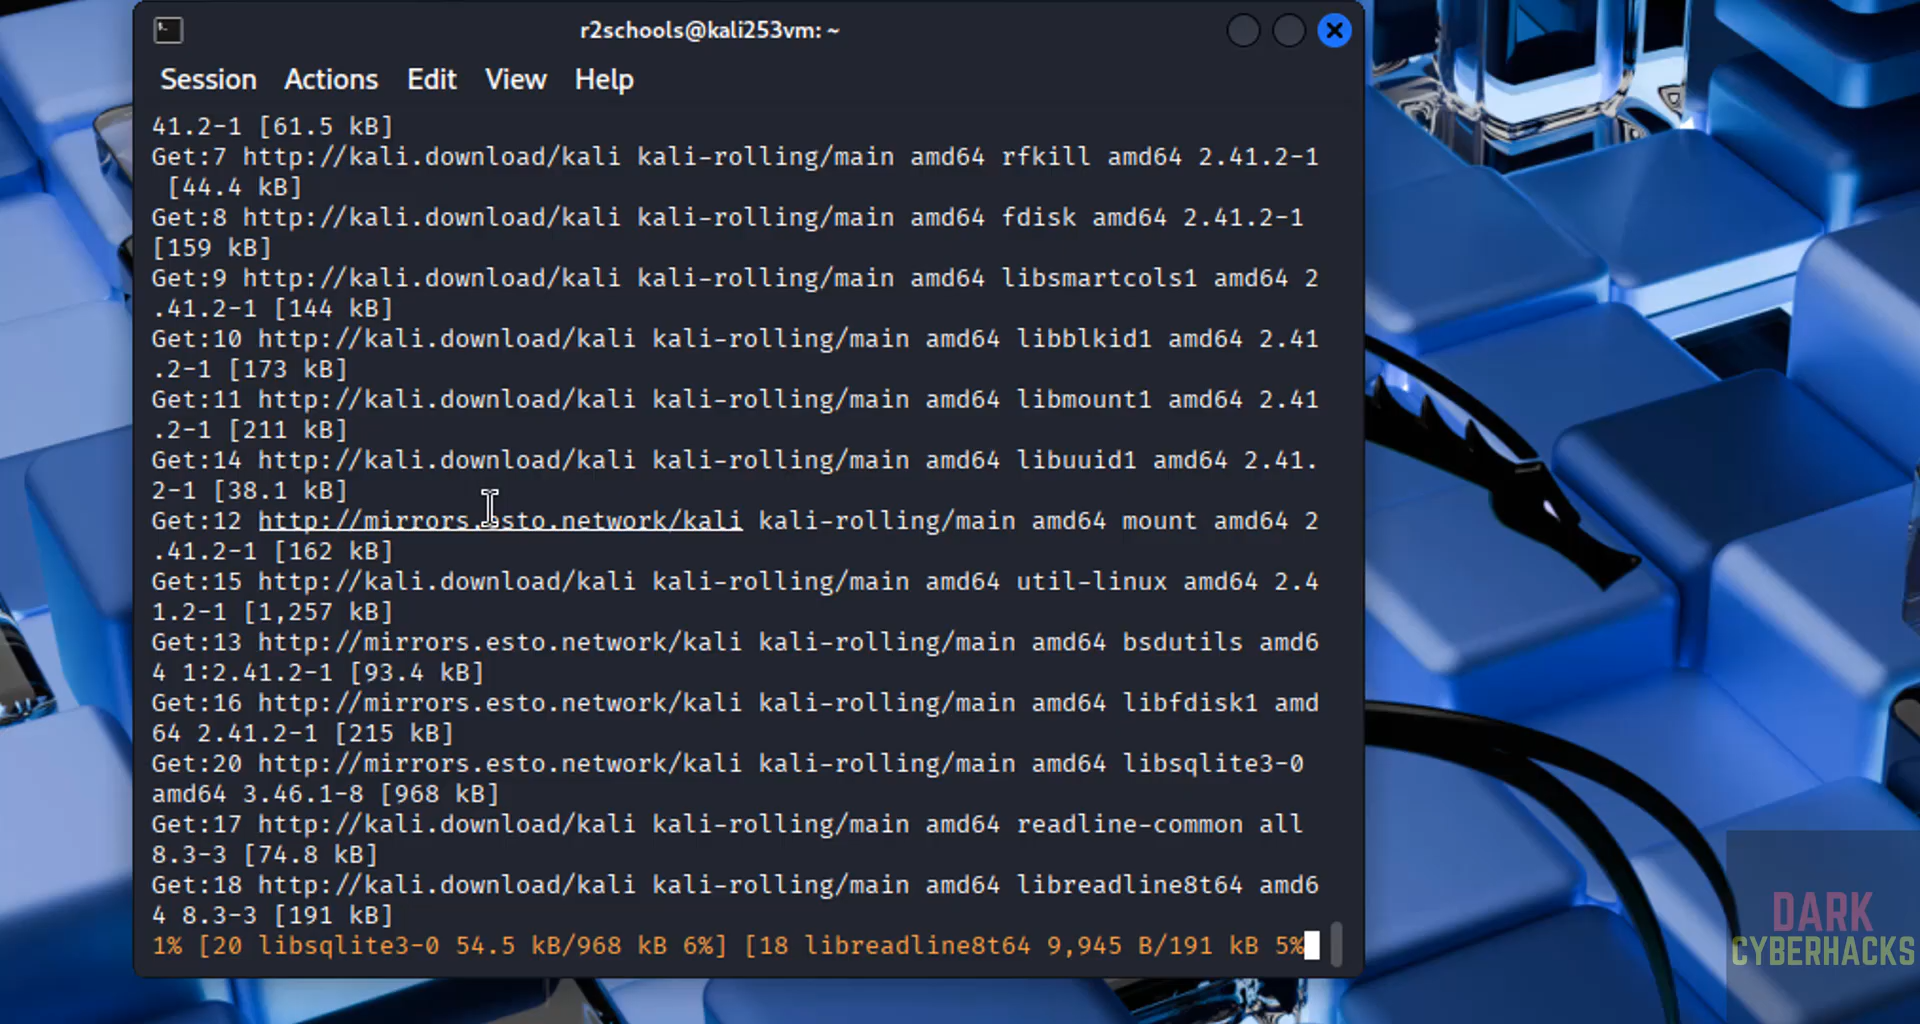 r2schools@kali253vm: ~
Session Actions Edit View Help
41.2-1 [61.5 kB]
Get:7 http://kali.download/kali kali-rolling/main amd64 rfkill amd64 2.41.2-1
 [44.4 kB]
Get:8 http://kali.download/kali kali-rolling/main amd64 fdisk amd64 2.41.2-1
[159 kB]
Get:9 http://kali.download/kali kali-rolling/main amd64 libsmartcols1 amd64 2
.41.2-1 [144 kB]
Get:10 http://kali.download/kali kali-rolling/main amd64 libblkid1 amd64 2.41
.2-1 [173 kB]
Get:11 http://kali.download/kali kali-rolling/main amd64 libmount1 amd64 2.41
.2-1 [211 kB]
Get:14 http://kali.download/kali kali-rolling/main amd64 libuuid1 amd64 2.41.
2-1 [38.1 kB]
Get:12 http://mirrors.esto.network/kali kali-rolling/main amd64 mount amd64 2
.41.2-1 [162 kB]
Get:15 http://kali.download/kali kali-rolling/main amd64 util-linux amd64 2.4
1.2-1 [1,257 kB]
Get:13 http://mirrors.esto.network/kali kali-rolling/main amd64 bsdutils amd6
4 1:2.41.2-1 [93.4 kB]
Get:16 http://mirrors.esto.network/kali kali-rolling/main amd64 libfdisk1 amd
64 2.41.2-1 [215 kB]
Get:20 http://mirrors.esto.network/kali kali-rolling/main amd64 libsqlite3-0
amd64 3.46.1-8 [968 kB]
Get:17 http://kali.download/kali kali-rolling/main amd64 readline-common all
8.3-3 [74.8 kB]
Get:18 http://kali.download/kali kali-rolling/main amd64 libreadline8t64 amd6
4 8.3-3 [191 kB]
1% [20 libsqlite3-0 54.5 kB/968 kB 6%] [18 libreadline8t64 9,945 B/191 kB 5%
DARK
CYBERHACKS